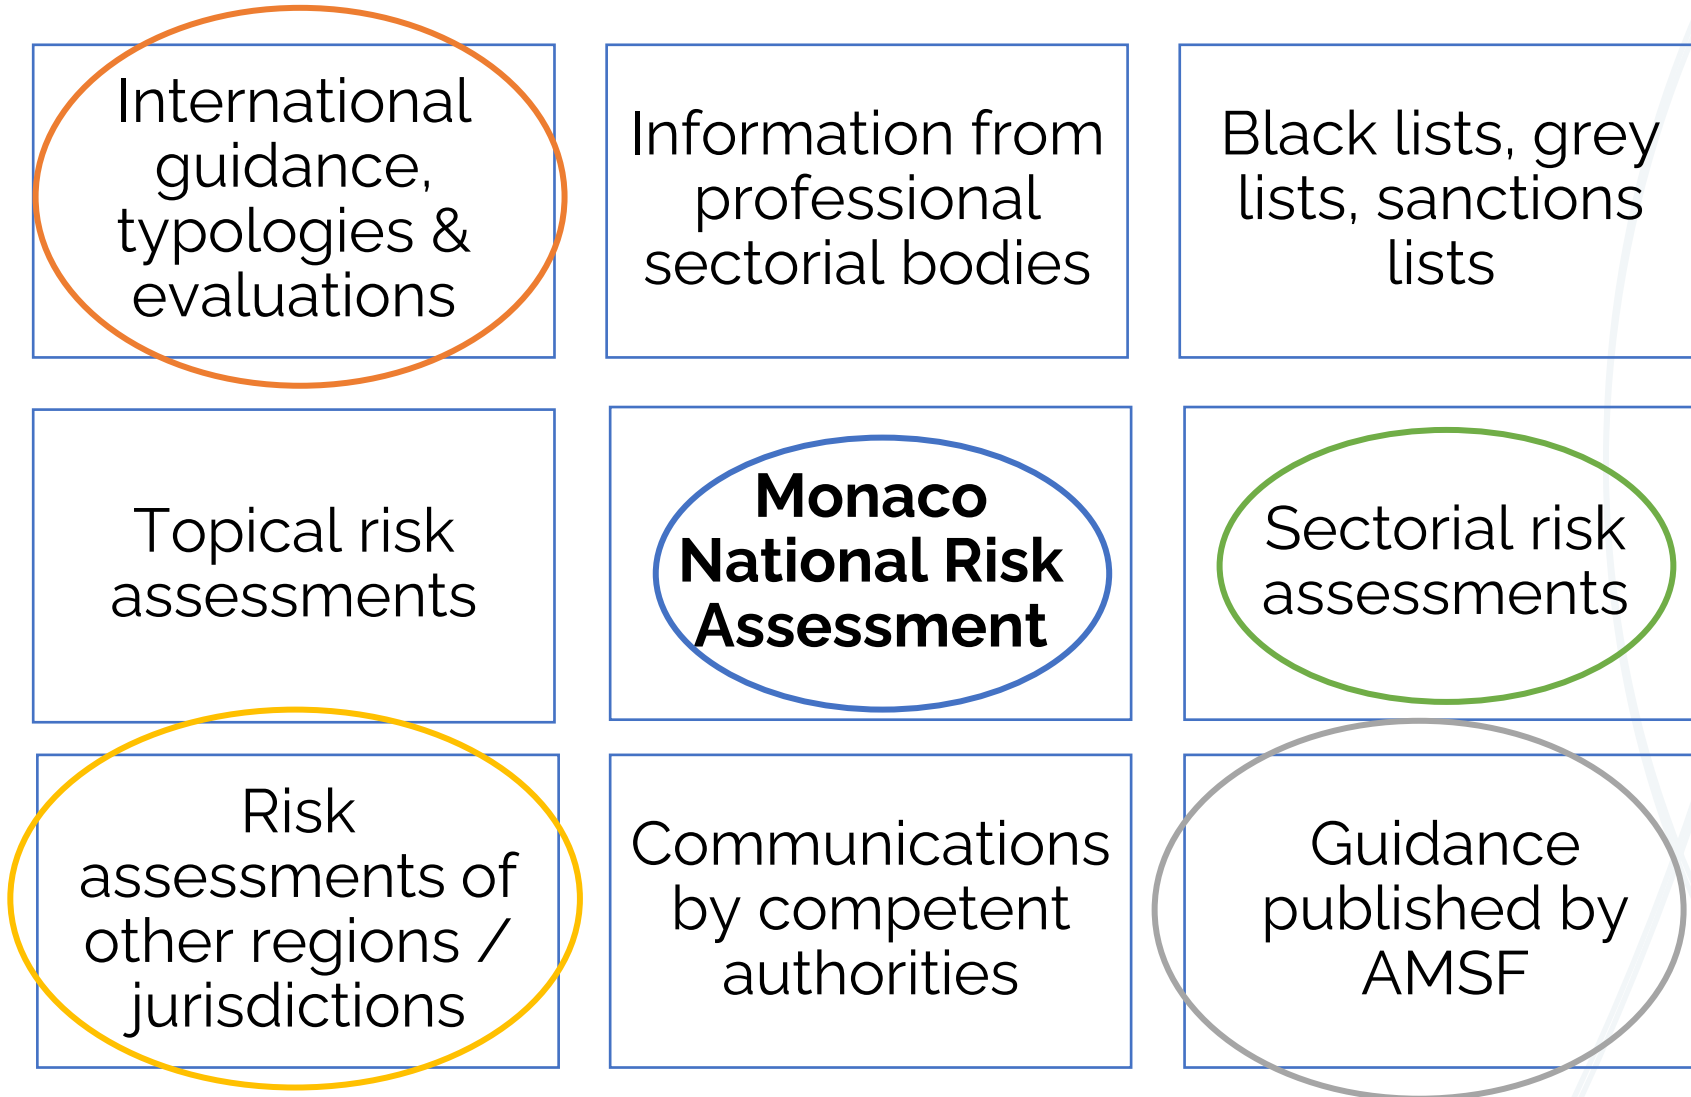 International
guidance,
typologies &
evaluations
Information from
professional
sectorial bodies
Black lists, grey
lists, sanctions
lists
Topical risk
assessments
Monaco
National Risk
Assessment
Sectorial risk
assessments
Risk
assessments of
other regions /
jurisdictions
Communications
by competent
authorities
Guidance
published by
AMSF